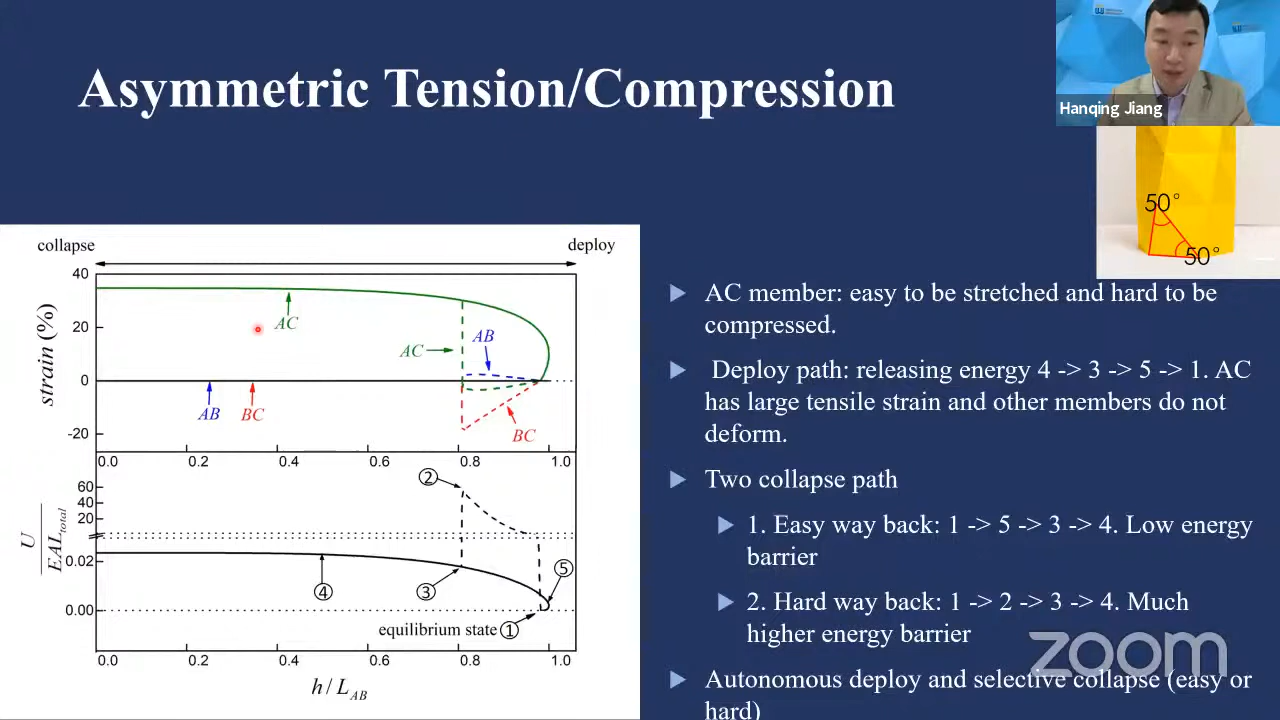 Asymmetric Tension/Compression
Hanqing Jiang
50°
50°
collapse
deploy
strain (%)
40
20
0
-20
AC
AC
AB
AB
BC
BC
0.0 0.2 0.4 0.6 0.8 1.0
U
EAL total
60
40
20
0.02
0.00
②
④
③
⑤
equilibrium state ①
0.0 0.2 0.4 0.6 0.8 1.0
h / L AB
AC member: easy to be stretched and hard to be
compressed.
Deploy path: releasing energy 4 -> 3 -> 5 -> 1. AC
has large tensile strain and other members do not
deform.
Two collapse path
1. Easy way back: 1 -> 5 -> 3 -> 4. Low energy
barrier
2. Hard way back: 1 -> 2 -> 3 -> 4. Much
higher energy barrier
Autonomous deploy and selective collapse (easy or
hard)
zoom